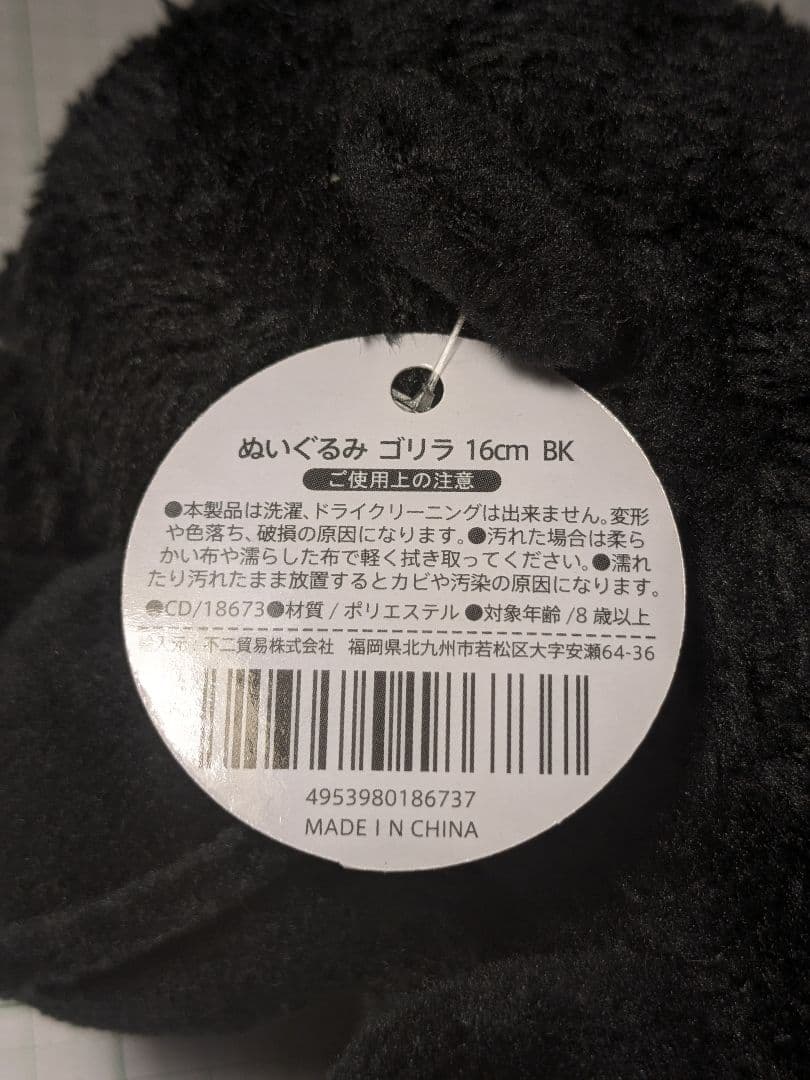 ぬいぐるみ ゴリラ 16cm BK
ご使用上の注意
●本製品は洗濯、ドライクリーニングは出来ません。変形
や色落ち、破損の原因になります。●汚れた場合は柔ら
かい布や濡らした布で軽く拭き取ってください。●濡れ
たり汚れたまま放置するとカビや汚染の原因になります。
●CD/18673●材質 / ポリエステル ●対象年齢 /8 歳以上
入元：不二貿易株式会社 福岡県北九州市若松区大字安瀬64-36
4953980186737
MADE IN CHINA